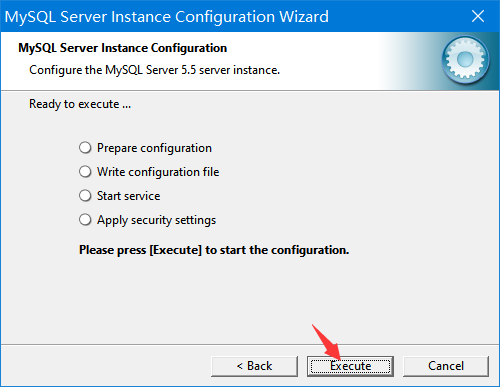 MySQL Server Instance Configuration Wizard
MySQL Server Instance Configuration
Configure the MySQL Server 5.5 server instance.
Ready to execute ...
Prepare configuration
Write configuration file
Start service
Apply security settings
Please press [Execute] to start the configuration.
< Back
Execute
Cancel